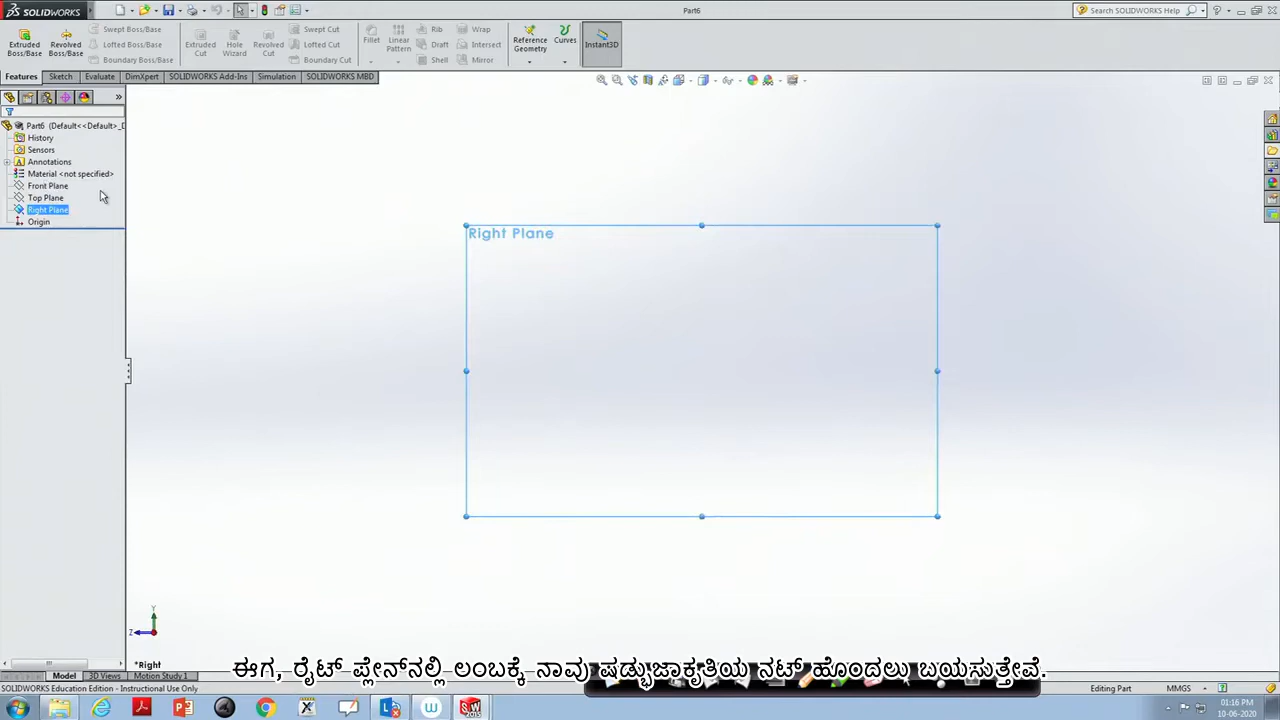 SOLIDWORKS
Part6
Search SOLIDWORKS Help
Extruded Boss/Base
Revolved Boss/Base
Swept Boss/Base
Lofted Boss/Base
Boundary Boss/Base
Extruded Cut
Hole Wizard
Revolved Cut
Swept Cut
Lofted Cut
Boundary Cut
Fillet
Linear Pattern
Rib
Draft
Shell
Wrap
Intersect
Mirror
Reference Geometry
Curves
Instant3D
Features Sketch Evaluate DimXpert SOLIDWORKS Add-Ins Simulation SOLIDWORKS MBD
Part6 (Default<<Default>_D
History
Sensors
Annotations
Material <not specified>
Front Plane
Top Plane
Right Plane
Origin
Right Plane
Y
Z
*Right
ಈಗ, ರೈಟ್ ಪ್ಲೇನ್‌ನಲ್ಲಿ ಲಂಬಕ್ಕೆ ನಾವು ಷಡ್ಭುಜಾಕೃತಿಯ ನಟ್ ಹೊಂದಲು ಬಯಸುತ್ತೇವೆ.
Model 3D Views Motion Study 1
SOLIDWORKS Education Edition - Instructional Use Only
Editing Part MMGS
01:16 PM
10-06-2020